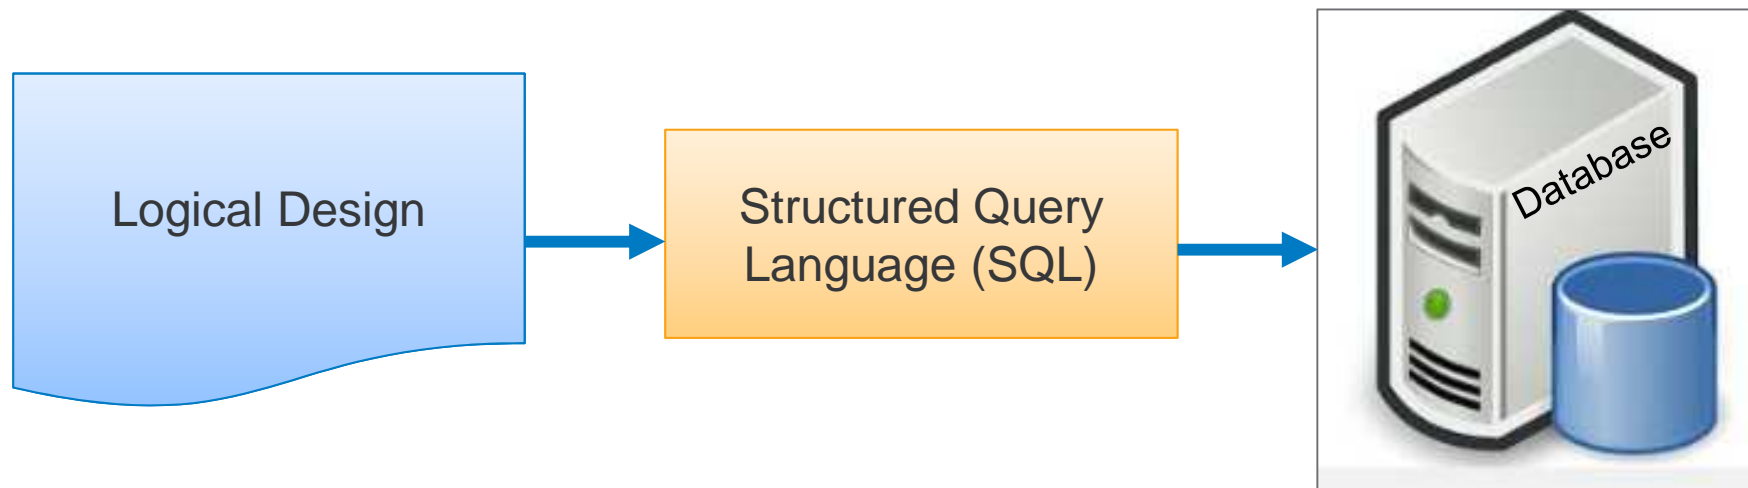 Logical Design
Structured Query
Language (SQL)
Database